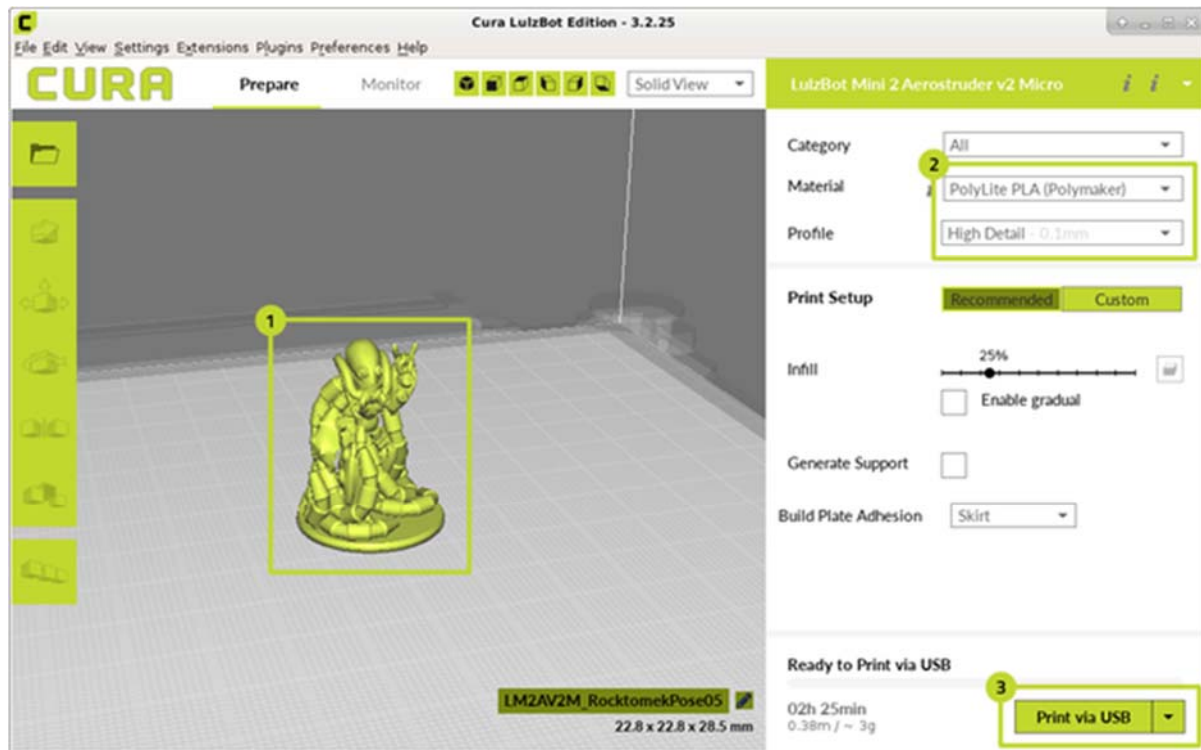 Cura LulzBot Edition - 3.2.25
File Edit View Settings Extensions Plugins Preferences Help
CURA Prepare Monitor Solid View LulzBot Mini 2 Aerostruder v2 Micro i i
Category All
2
Material PolyLite PLA (Polymaker)
Profile High Detail - 0.1mm
Print Setup Recommended Custom
1
25%
Infill
Enable gradual
Generate Support
Build Plate Adhesion Skirt
Ready to Print via USB
3
LM2AV2M_RocktomekPose05
02h 25min Print via USB
22.8 x 22.8 x 28.5 mm
0.38m / ~ 3g